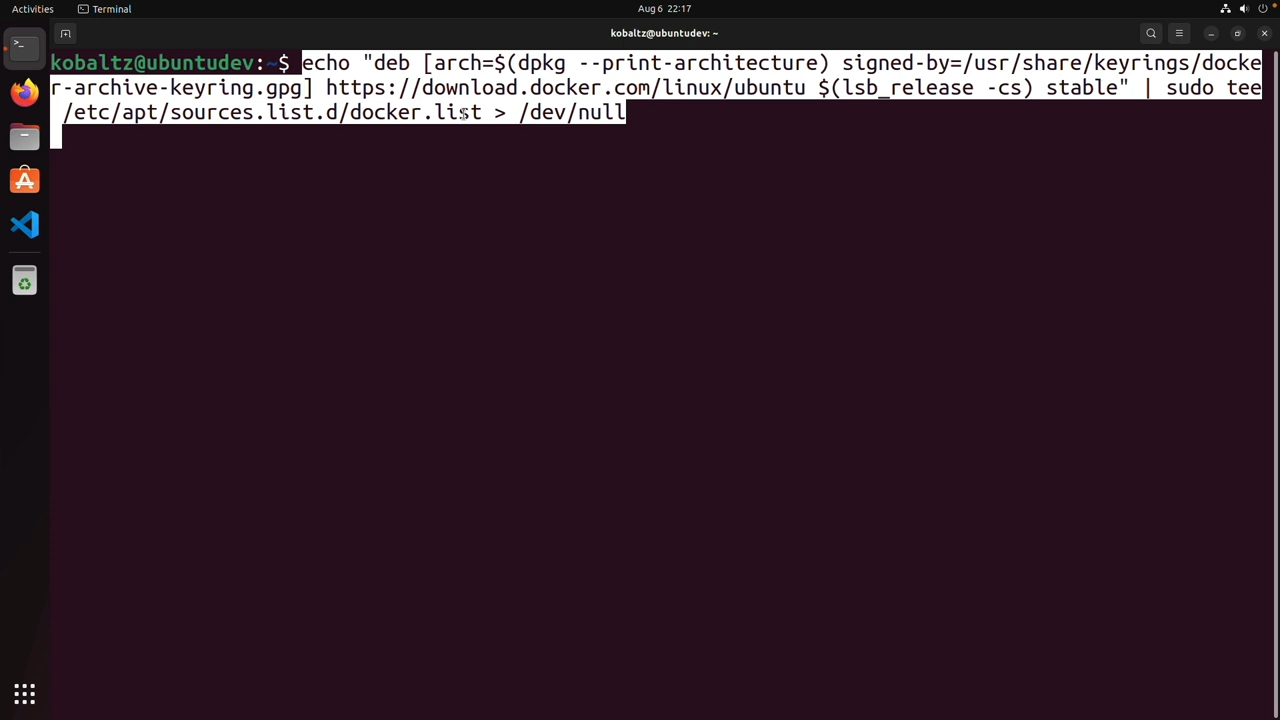 Activities
Terminal
Aug 6 22:17
kobaltz@ubuntudev: ~
kobaltz@ubuntudev:~$ echo "deb [arch=$(dpkg --print-architecture) signed-by=/usr/share/keyrings/docke
r-archive-keyring.gpg] https://download.docker.com/linux/ubuntu $(lsb_release -cs) stable" | sudo tee
/etc/apt/sources.list.d/docker.list > /dev/null